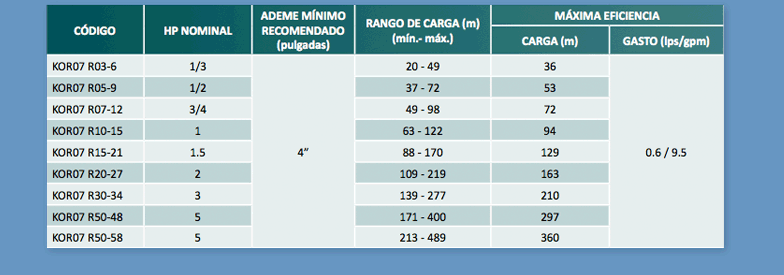 CÓDIGO HP NOMINAL ADEME MÍNIMO RECOMENDADO (pulgadas) RANGO DE CARGA (m) (mín.- máx.) MÁXIMA EFICIENCIA
CARGA (m) GASTO (lps/gpm)
KOR07 R03-6 1/3 20 - 49 36
KOR07 R05-9 1/2 37 - 72 53
KOR07 R07-12 3/4 49 - 98 72
KOR07 R10-15 1 63 - 122 94
KOR07 R15-21 1.5 4” 88 - 170 129 0.6 / 9.5
KOR07 R20-27 2 109 - 219 163
KOR07 R30-34 3 139 - 277 210
KOR07 R50-48 5 171 - 400 297
KOR07 R50-58 5 213 - 489 360